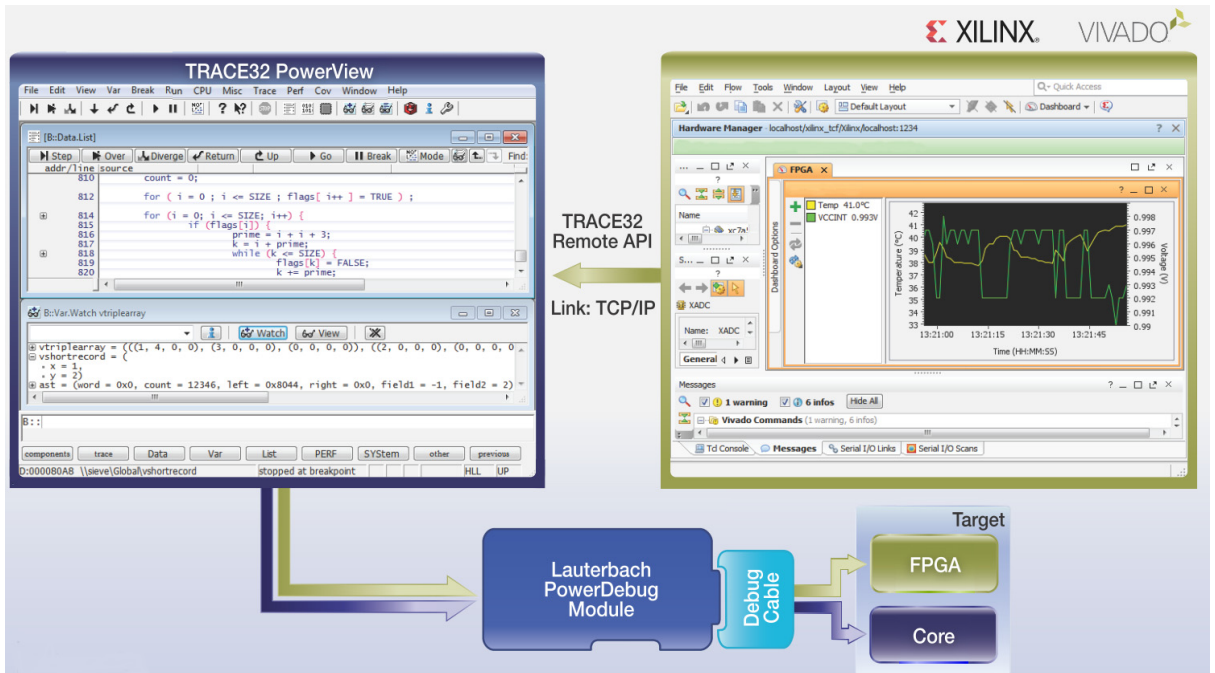 XILINX® VIVADO
TRACE32 PowerView
File Edit View Var Break Run CPU Misc Trace Perf Cov Window Help
[B::Data.List]
Step Over Diverge Return Up Go Break Mode Find:
addr/line source
810 count = 0;
812 for ( i = 0 ; i <= SIZE ; flags[ i++ ] = TRUE ) ;
814 for (i = 0; i <= SIZE; i++) {
815 if (flags[i]) {
816 prime = i + i + 3;
817 k = i + prime;
818 while (k <= SIZE) {
819 flags[k] = FALSE;
820 k += prime;
B::Var.Watch vtriplearray
Watch View
vtriplearray = (((1, 4, 0, 0), (3, 0, 0, 0), (0, 0, 0, 0)), ((2, 0, 0, 0), (0, 0, 0, 0
vshortrecord = (
x = 1,
y = 2)
ast = (word = 0x0, count = 12346, left = 0x8044, right = 0x0, field1 = -1, field2 = 2)
B::
components trace Data Var List PERF SYStem other previous
D:000080A8 \\sieve\Global\vshortrecord stopped at breakpoint HLL UP
TRACE32
Remote API
Link: TCP/IP
File Edit Flow Tools Window Layout View Help
Quick Access
Default Layout Dashboard
Hardware Manager - localhost/xilinx_tcf/Xilinx/localhost:1234
Name
xc7a
S...
XADC
Name: XADC
General
FPGA
Dashboard Options
Temp 41.0°C
VCCINT 0.993V
Temperature (°C)
42
41
40
39
38
37
36
35
34
33
0.998
0.997
0.996
0.995
0.994
0.993
0.992
0.991
0.99
Voltage (V)
13:21:00 13:21:15 13:21:30 13:21:45
Time (HH:MM:SS)
Messages
1 warning 6 infos Hide All
Vivado Commands (1 warning, 6 infos)
Tcl Console Messages Serial I/O Links Serial I/O Scans
Lauterbach
PowerDebug
Module
Debug
Cable
Target
FPGA
Core